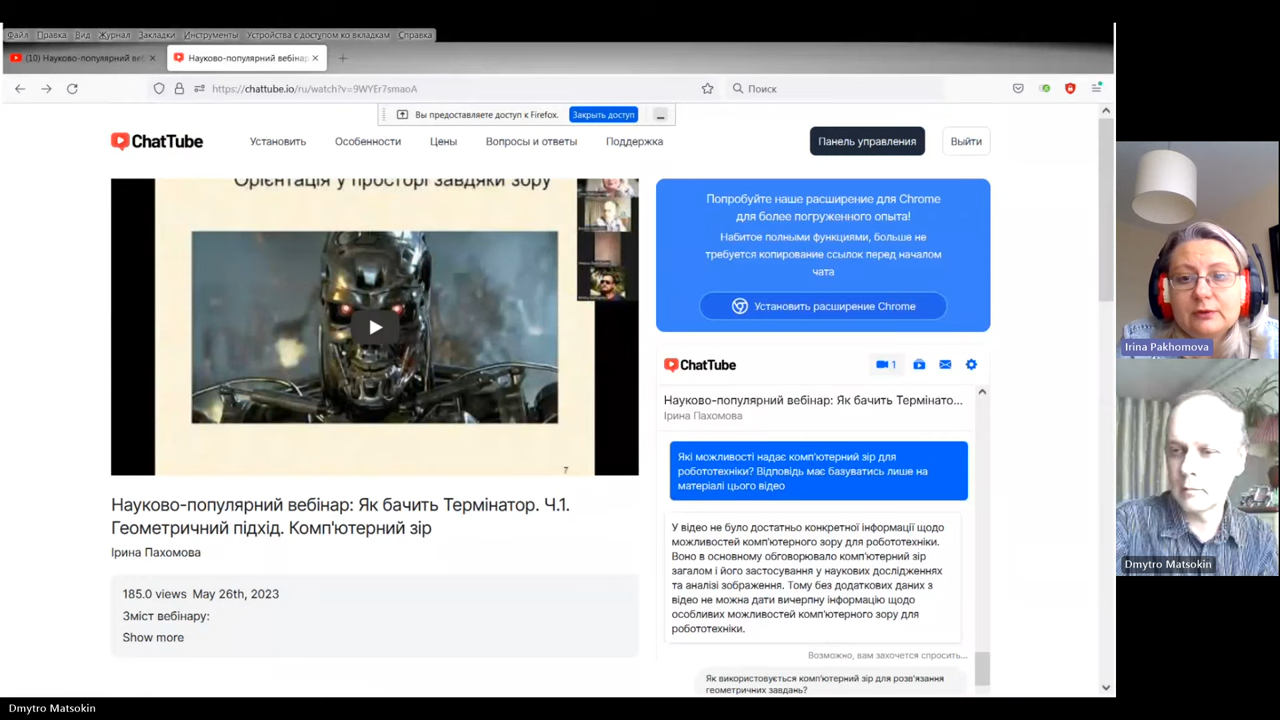 Файл Правка Вид Журнал Закладки Инструменты Устройства с доступом ко вкладкам Справка
(10) Науково-популярний веб
Науково-популярний вебінар:
https://chattube.io/ru/watch?v=9WYEr7smaoA
Поиск
Вы предоставляете доступ к Firefox.
Закрыть доступ
ChatTube
Установить
Особенности
Цены
Вопросы и ответы
Поддержка
Панель управления
Выйти
Орієнтація у просторі завдяки зору
7
Попробуйте наше расширение для Chrome
для более погруженного опыта!
Набитое полными функциями, больше не
требуется копирование ссылок перед началом
чата
Установить расширение Chrome
ChatTube
1
Науково-популярний вебінар: Як бачить Термінато...
Ірина Пахомова
Які можливості надає комп'ютерний зір для
робототехніки? Відповідь має базуватись лише на
матеріалі цього відео
У відео не було достатньо конкретної інформації щодо
можливостей комп'ютерного зору для робототехніки.
Воно в основному обговорювало комп'ютерний зір
загалом і його застосування у наукових дослідженнях
та аналізі зображення. Тому без додаткових даних з
відео не можна дати вичерпну інформацію щодо
особливих можливостей комп'ютерного зору для
робототехніки.
Возможно, вам захочется спросить...
Як використовується комп'ютерний зір для розв'язання
геометричних завдань?
Науково-популярний вебінар: Як бачить Термінатор. Ч.1.
Геометричний підхід. Комп'ютерний зір
Ірина Пахомова
185.0 views May 26th, 2023
Зміст вебінару:
Show more
Irina Pakhomova
Dmytro Matsokin
Dmytro Matsokin